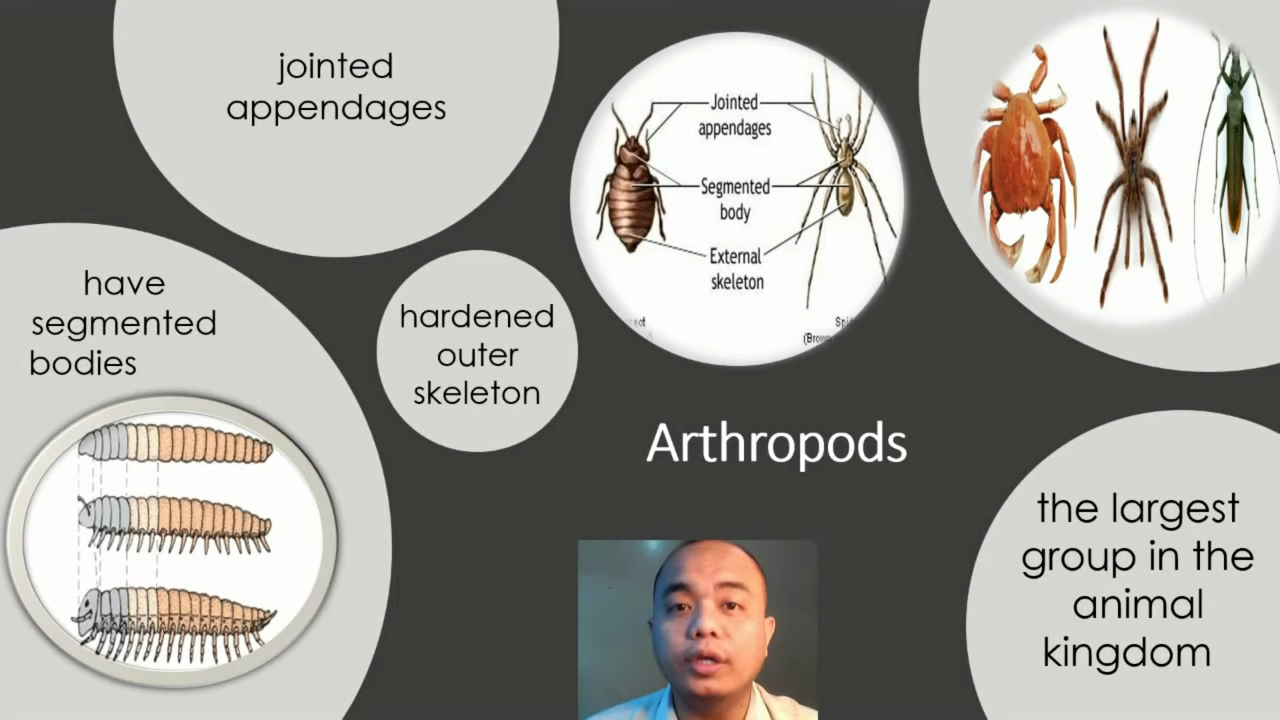 jointed
appendages
Jointed
appendages
Segmented
body
External
skeleton
have
segmented
bodies
hardened
outer
skeleton
Arthropods
the largest
group in the
animal
kingdom